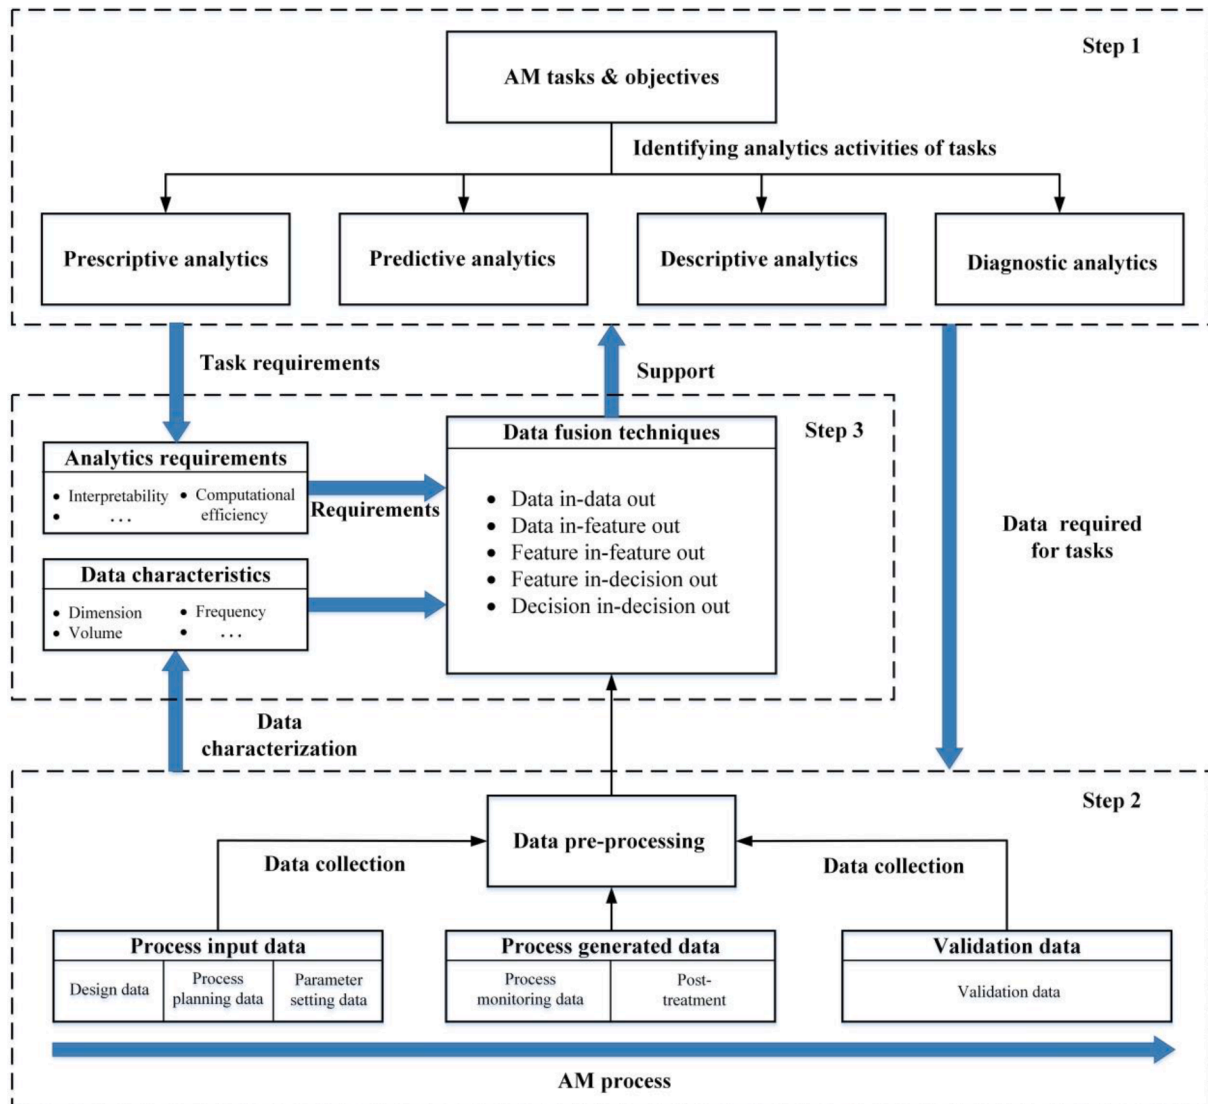 Step 1
AM tasks & objectives
Identifying analytics activities of tasks
Prescriptive analytics
Predictive analytics
Descriptive analytics
Diagnostic analytics
Task requirements
Support
Step 3
Analytics requirements
• Interpretability
• Computational
efficiency
• ...
Requirements
Data fusion techniques
• Data in-data out
• Data in-feature out
• Feature in-feature out
• Feature in-decision out
• Decision in-decision out
Data characteristics
• Dimension
• Frequency
• Volume
• ...
Data required
for tasks
Data
characterization
Step 2
Data pre-processing
Data collection
Data collection
Process input data
Design data
Process
planning data
Parameter
setting data
Process generated data
Process
monitoring data
Post-
treatment
Validation data
Validation data
AM process